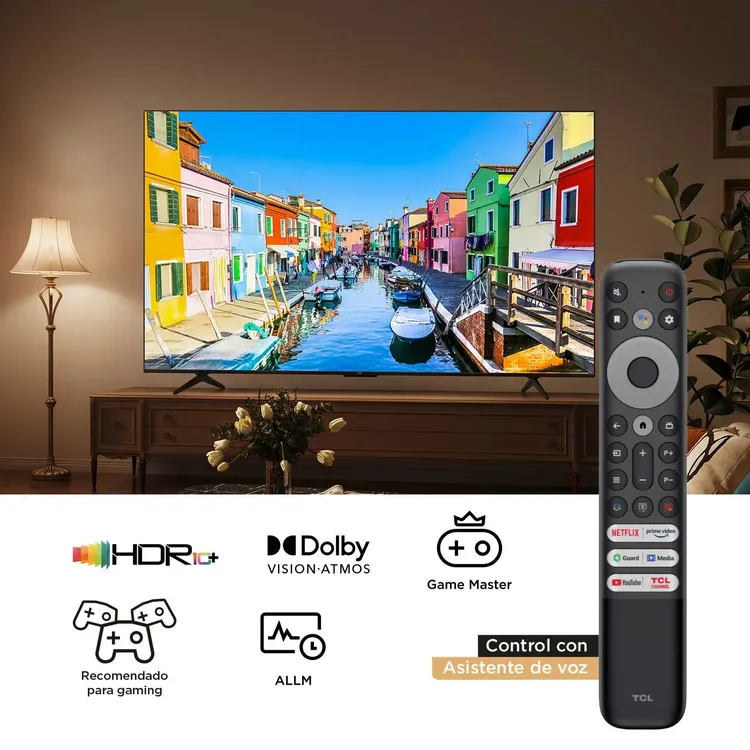 HDR10+
Dolby
VISION·ATMOS
Game Master
Recomendado
para gaming
ALLM
Control con
Asistente de voz
P+
P-
NETFLIX
prime video
Guard
Media
YouTube
TCL
CHANNEL
TCL